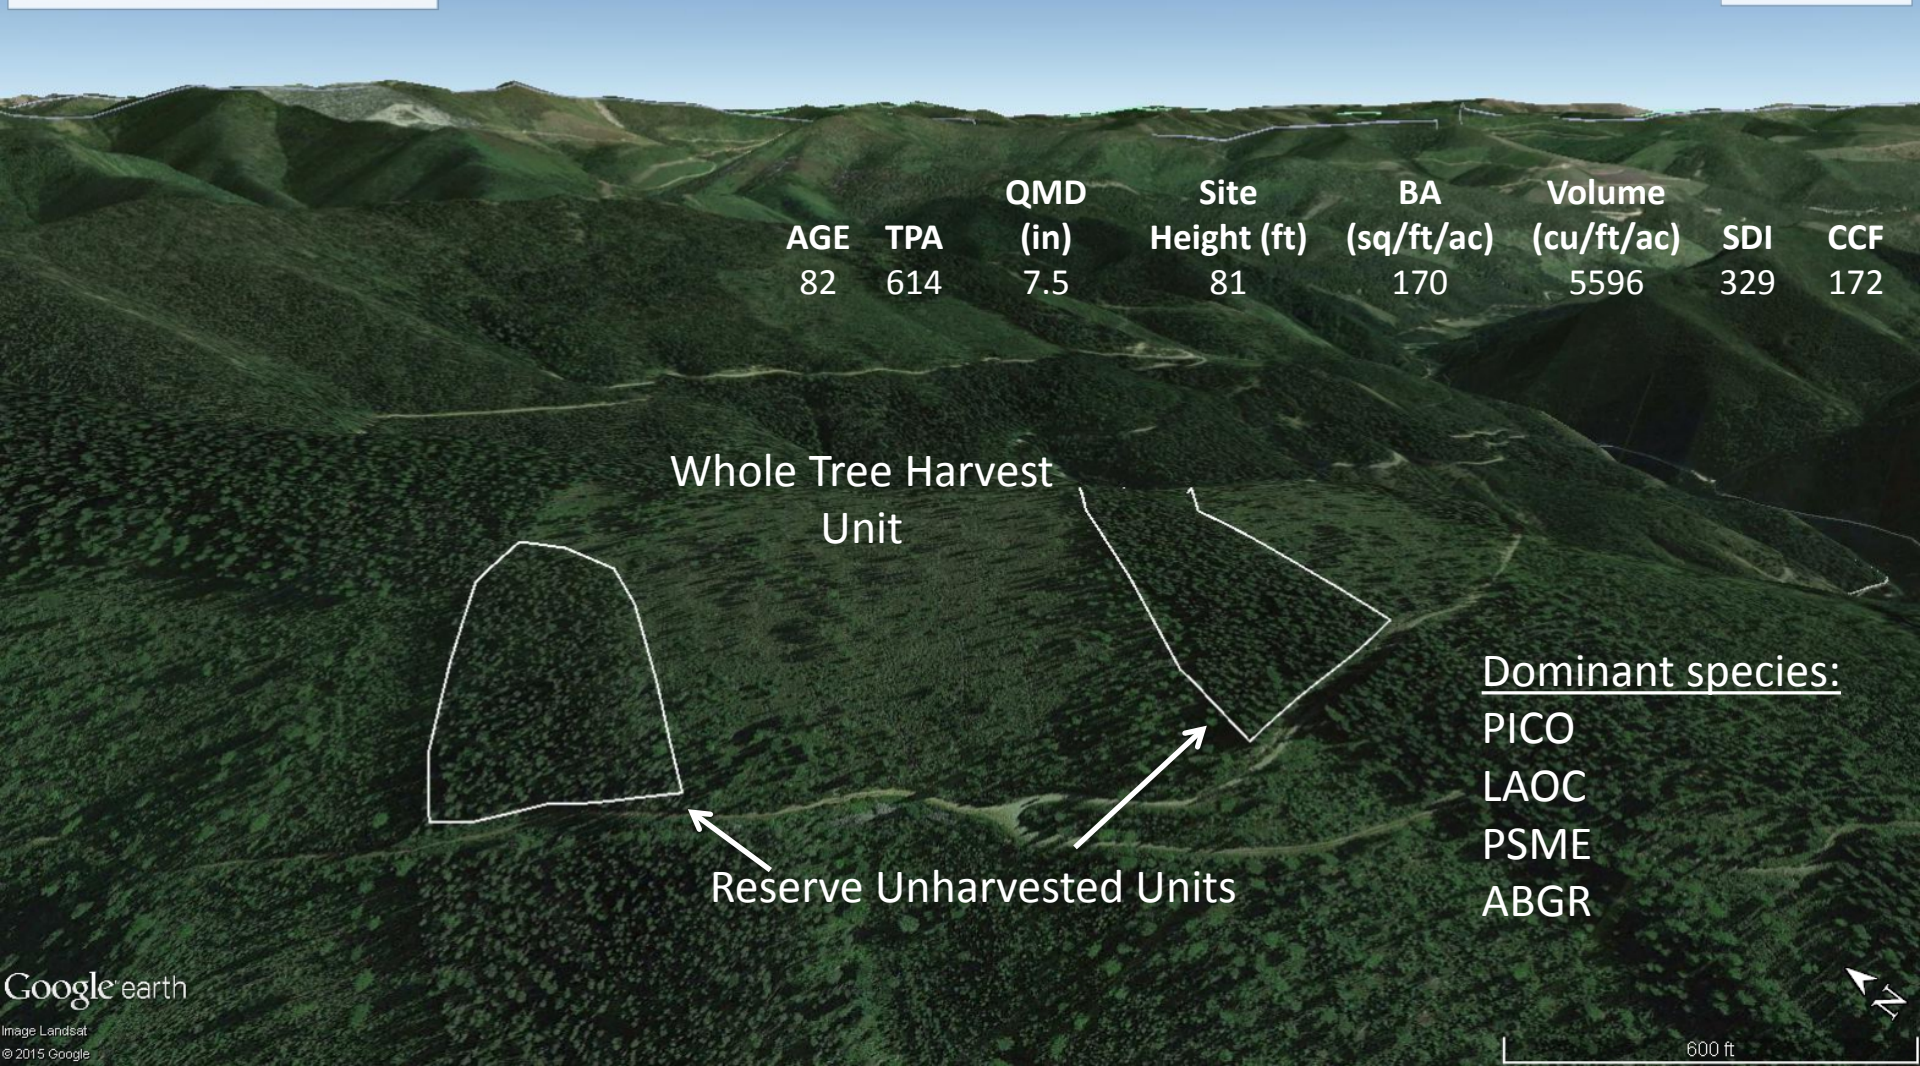 QMD Site BA Volume
AGE TPA (in) Height (ft) (sq/ft/ac) (cu/ft/ac) SDI CCF
82 614 7.5 81 170 5596 329 172
Whole Tree Harvest
Unit
Dominant species:
PICO
LAOC
PSME
ABGR
Reserve Unharvested Units
Google earth
Image Landsat
© 2015 Google
N
600 ft